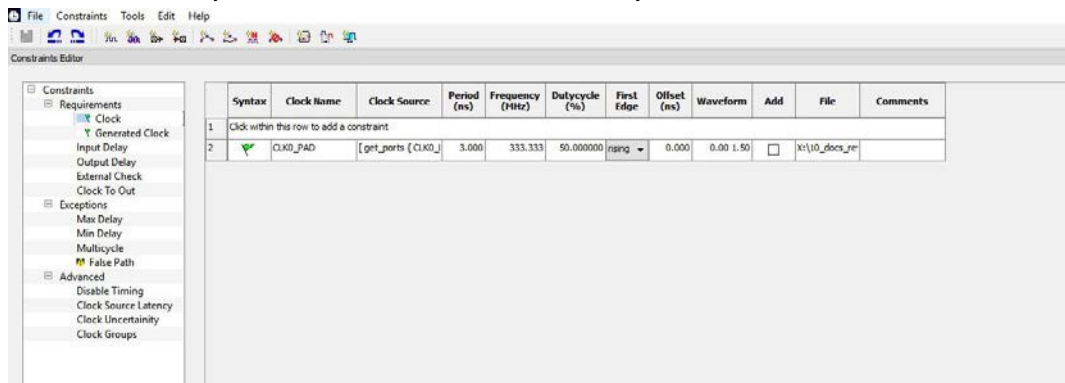 File Constraints Tools Edit Help
Constraints Editor
Constraints
Requirements
Clock
Generated Clock
Input Delay
Output Delay
External Check
Clock To Out
Exceptions
Max Delay
Min Delay
Multicycle
False Path
Advanced
Disable Timing
Clock Source Latency
Clock Uncertainity
Clock Groups
Syntax Clock Name Clock Source Period (ns) Frequency (MHz) Dutycycle (%) First Edge Offset (ns) Waveform Add File Comments
1 Click within this row to add a constraint
2 CLK0_PAD [ get_ports { CLK0_ 3.000 333.333 50.000000 rising 0.000 0.00 1.50 X:\10_docs_re